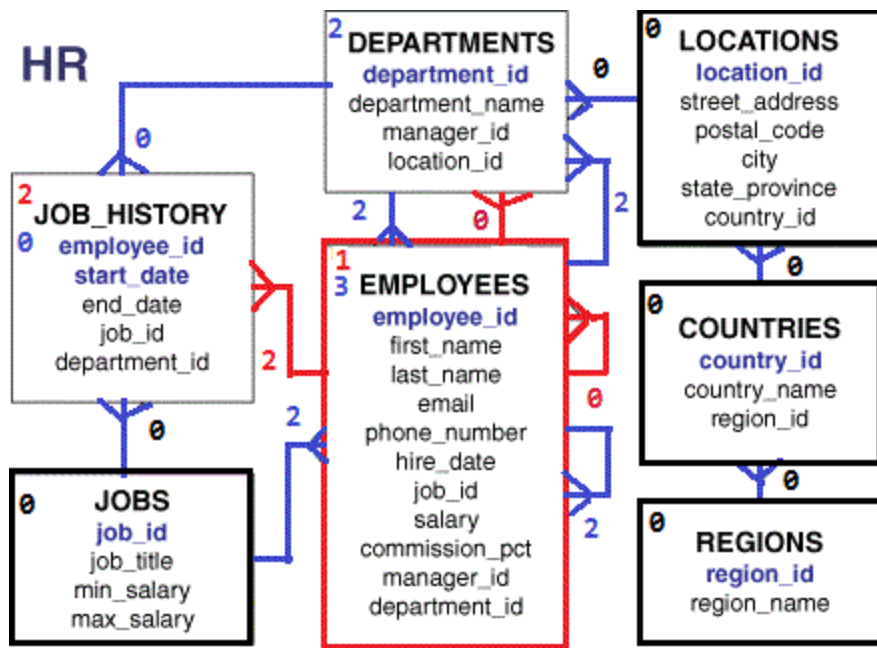 HR
2
DEPARTMENTS
department_id
department_name
manager_id
location_id
0
0
LOCATIONS
location_id
street_address
postal_code
city
state_province
country_id
0
2
0
JOB_HISTORY
employee_id
start_date
end_date
job_id
department_id
2
0
2
0
1
3
EMPLOYEES
employee_id
first_name
last_name
email
phone_number
hire_date
job_id
salary
commission_pct
manager_id
department_id
2
0
2
2
0
0
COUNTRIES
country_id
country_name
region_id
0
0
JOBS
job_id
job_title
min_salary
max_salary
0
REGIONS
region_id
region_name